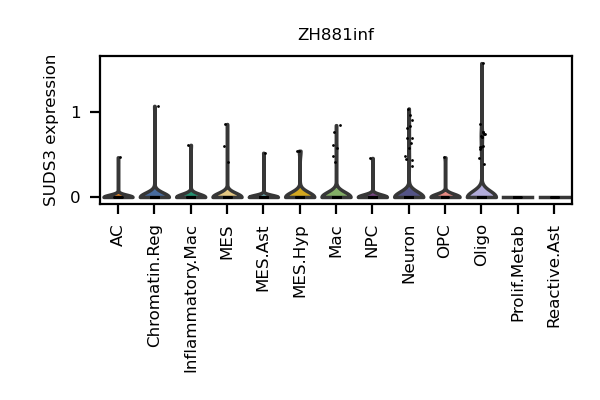 ZH881inf
SUDS3 expression
1
0
AC
Chromatin.Reg
Inflammatory.Mac
MES
MES.Ast
MES.Hyp
Mac
NPC
Neuron
OPC
Oligo
Prolif.Metab
Reactive.Ast